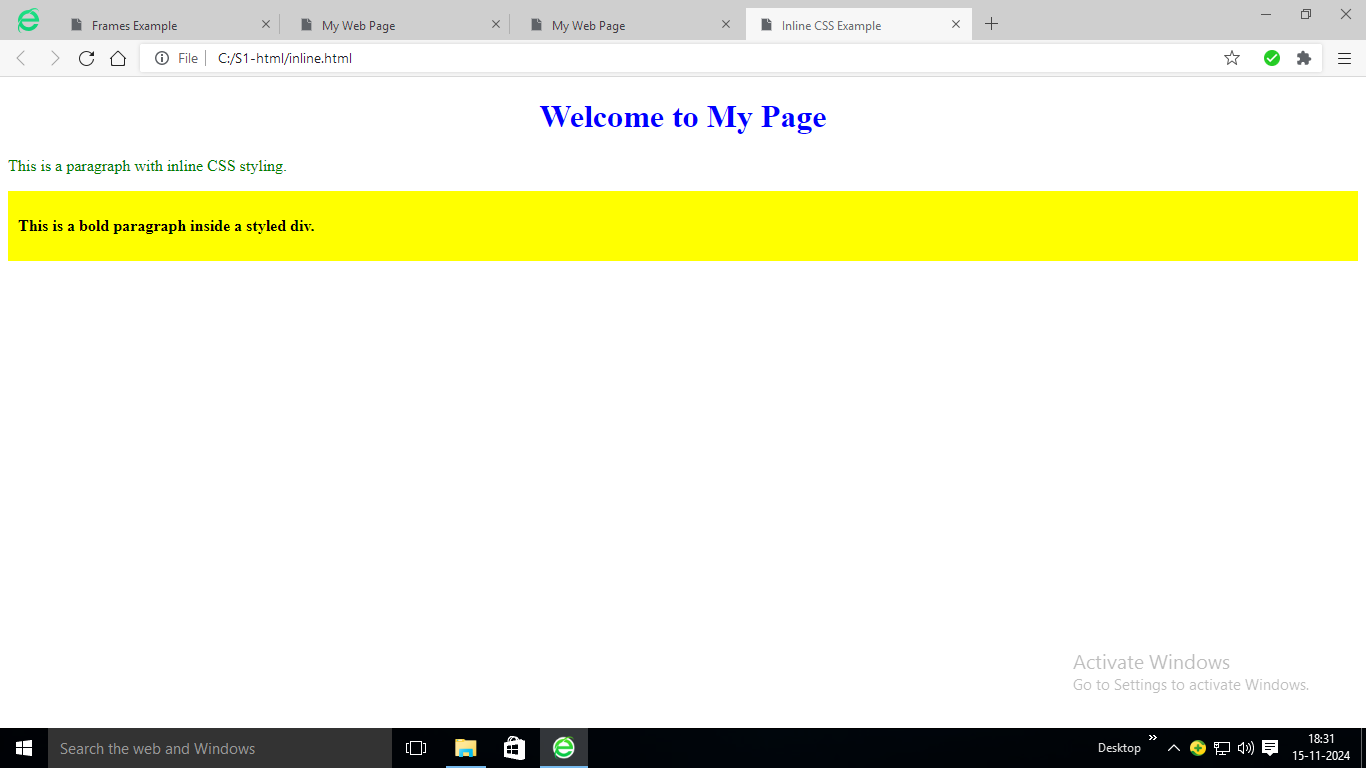 Frames Example
My Web Page
My Web Page
Inline CSS Example
File
C:/S1-html/inline.html
Welcome to My Page
This is a paragraph with inline CSS styling.
This is a bold paragraph inside a styled div.
Activate Windows
Go to Settings to activate Windows.
Search the web and Windows
Desktop
18:31
15-11-2024